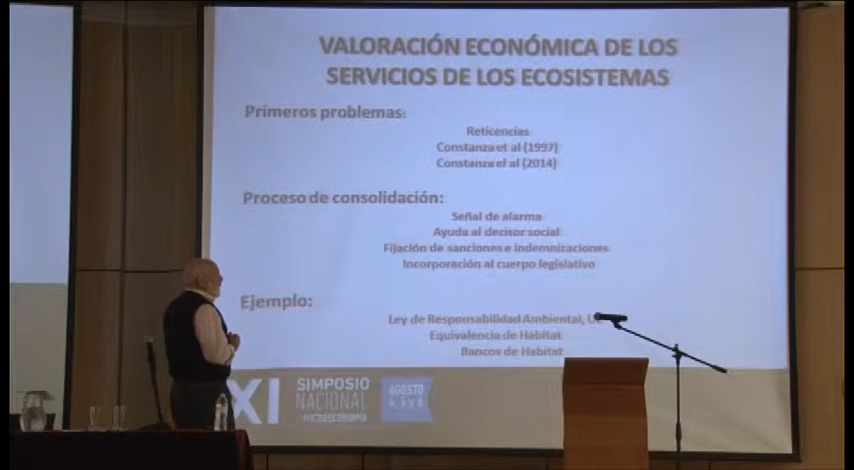 VALORACIÓN ECONÓMICA DE LOS
SERVICIOS DE LOS ECOSISTEMAS
Primeros problemas:
Reticencias
Constanza et al (1997)
Constanza el al (2014)
Proceso de consolidación:
Señal de alarma
Ayuda al decisor social
Fijación de sanciones e indemnizaciones
Incorporación al cuerpo legislativo
Ejemplo:
Ley de Responsabilidad Ambiental,
Equivalencia de Habitat
Bancos de Habitat
XI SIMPOSIO
NACIONAL
MICROECONOMÍA
AGOSTO